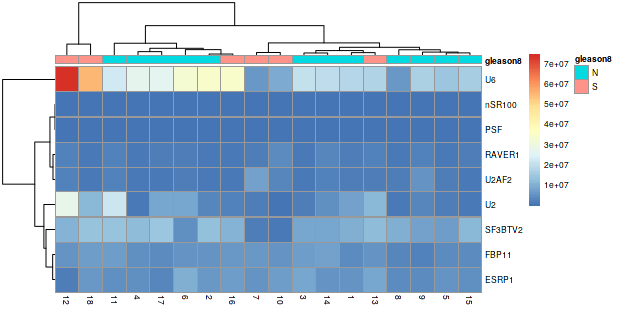 gleason8
U6
nSR100
PSF
RAVER1
U2AF2
U2
SF3BTV2
FBP11
ESRP1
12 18 11 4 17 6 2 16 7 10 3 14 1 13 8 9 5 15
7e+07
6e+07
5e+07
4e+07
3e+07
2e+07
1e+07
gleason8
N
S